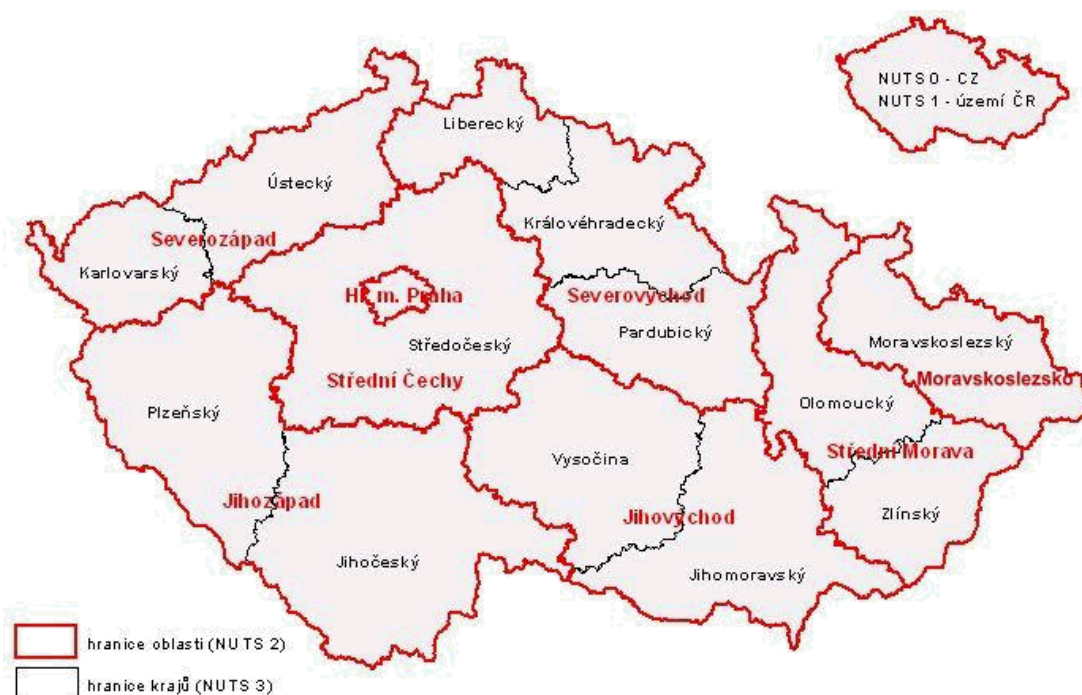 NUTS 0 - CZ
NUTS 1 - území ČR
Liberecký
Ústecký
Královéhradecký
Severozápad
Karlovarský
Hl. m. Praha
Severovýchod
Pardubický
Středočeský
Moravskoslezský
Střední Čechy
Moravskoslezsko
Plzeňský
Olomoucký
Střední Morava
Vysočina
Jihozápad
Jihovýchod
Zlínský
Jihočeský
Jihomoravský
hranice oblastí (NUTS 2)
hranice krajů (NUTS 3)